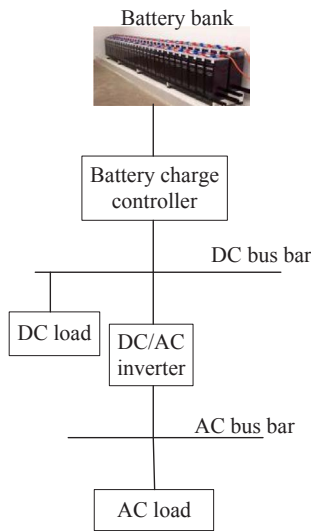 Battery bank
Battery charge
controller
DC bus bar
DC load
DC/AC
inverter
AC bus bar
AC load